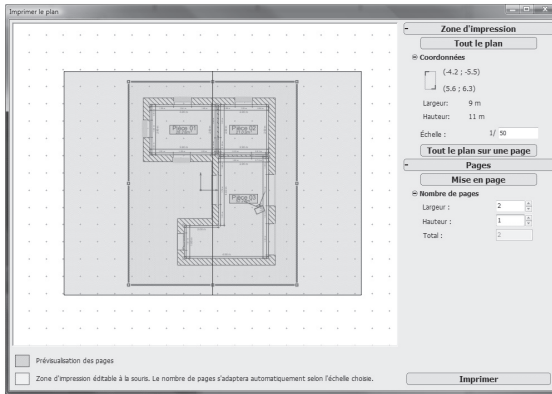 Imprimer le plan
Pièce 01
Pièce 02
Pièce 03
Zone d'impression
Tout le plan
Coordonnées
(-4.2 ; -5.5)
(5.6 ; 6.3)
Largeur: 9 m
Hauteur: 11 m
Échelle : 1/ 50
Tout le plan sur une page
Pages
Mise en page
Nombre de pages
Largeur : 2
Hauteur : 1
Total : 2
Prévisualisation des pages
Zone d'impression éditable à la souris. Le nombre de pages s'adaptera automatiquement selon l'échelle choisie.
Imprimer